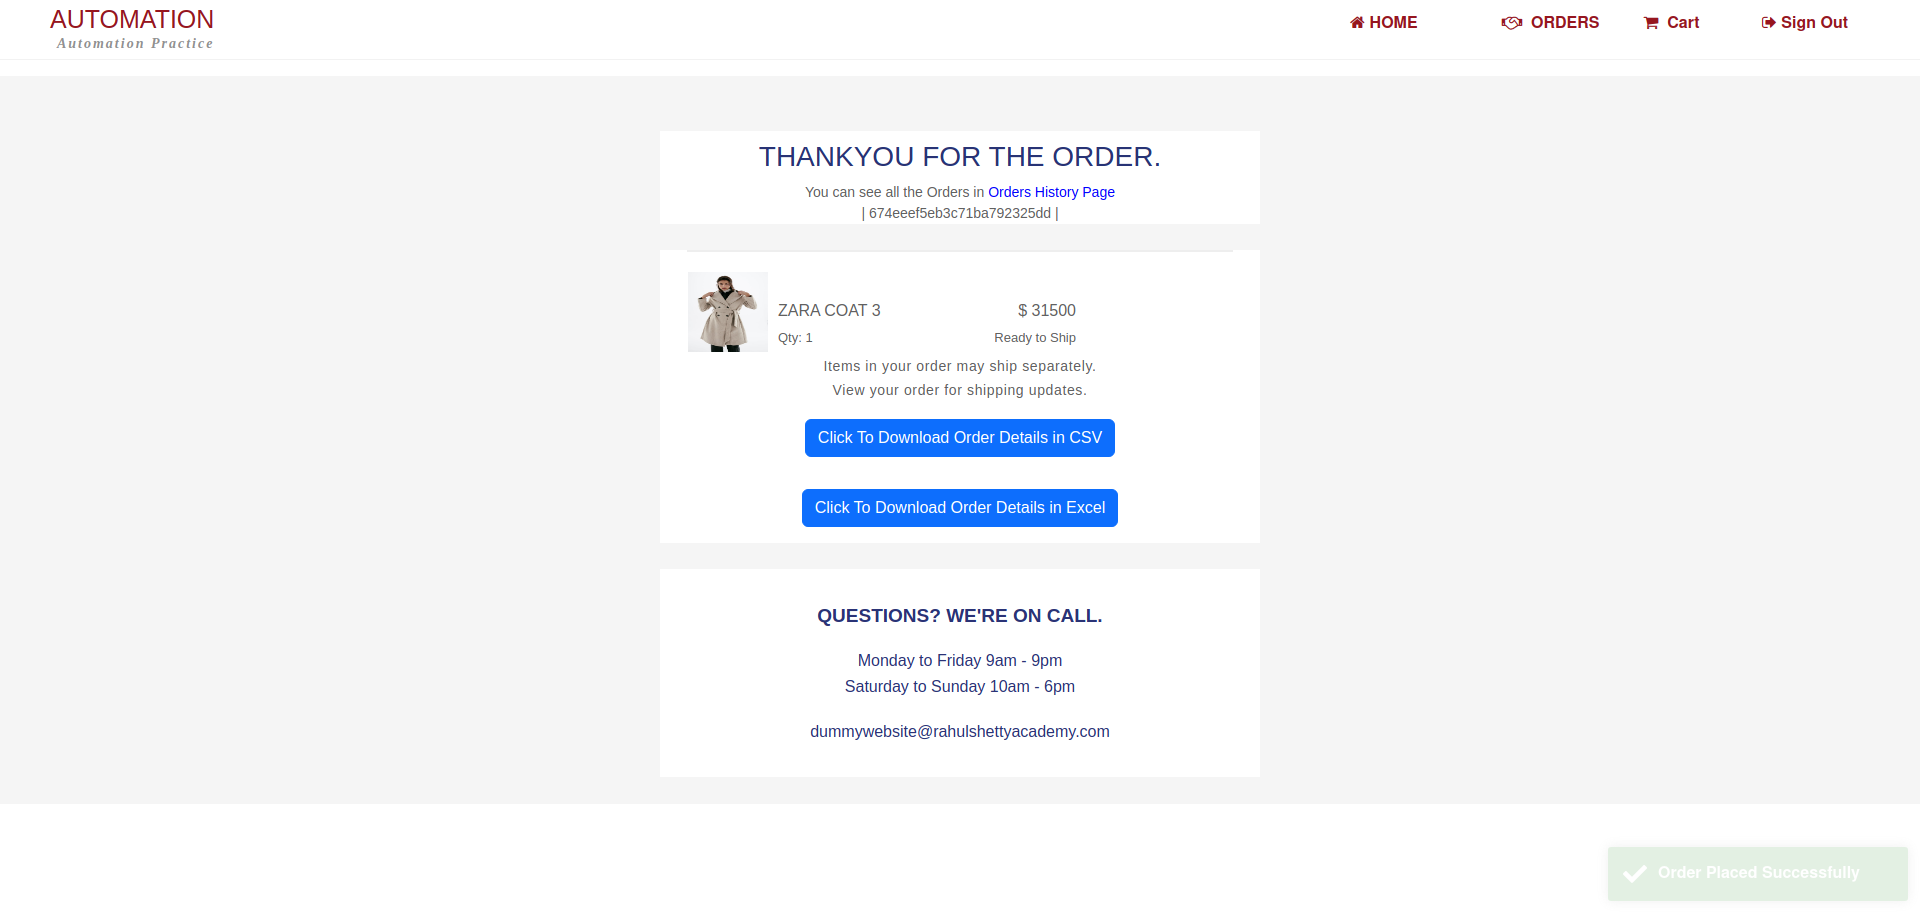 AUTOMATION
Automation Practice
HOME
ORDERS
Cart
Sign Out
THANKYOU FOR THE ORDER.
You can see all the Orders in Orders History Page
| 674eeef5eb3c71ba792325dd |
ZARA COAT 3
$ 31500
Qty: 1
Ready to Ship
Items in your order may ship separately.
View your order for shipping updates.
Click To Download Order Details in CSV
Click To Download Order Details in Excel
QUESTIONS? WE'RE ON CALL.
Monday to Friday 9am - 9pm
Saturday to Sunday 10am - 6pm
dummywebsite@rahulshettyacademy.com
Order Placed Successfully